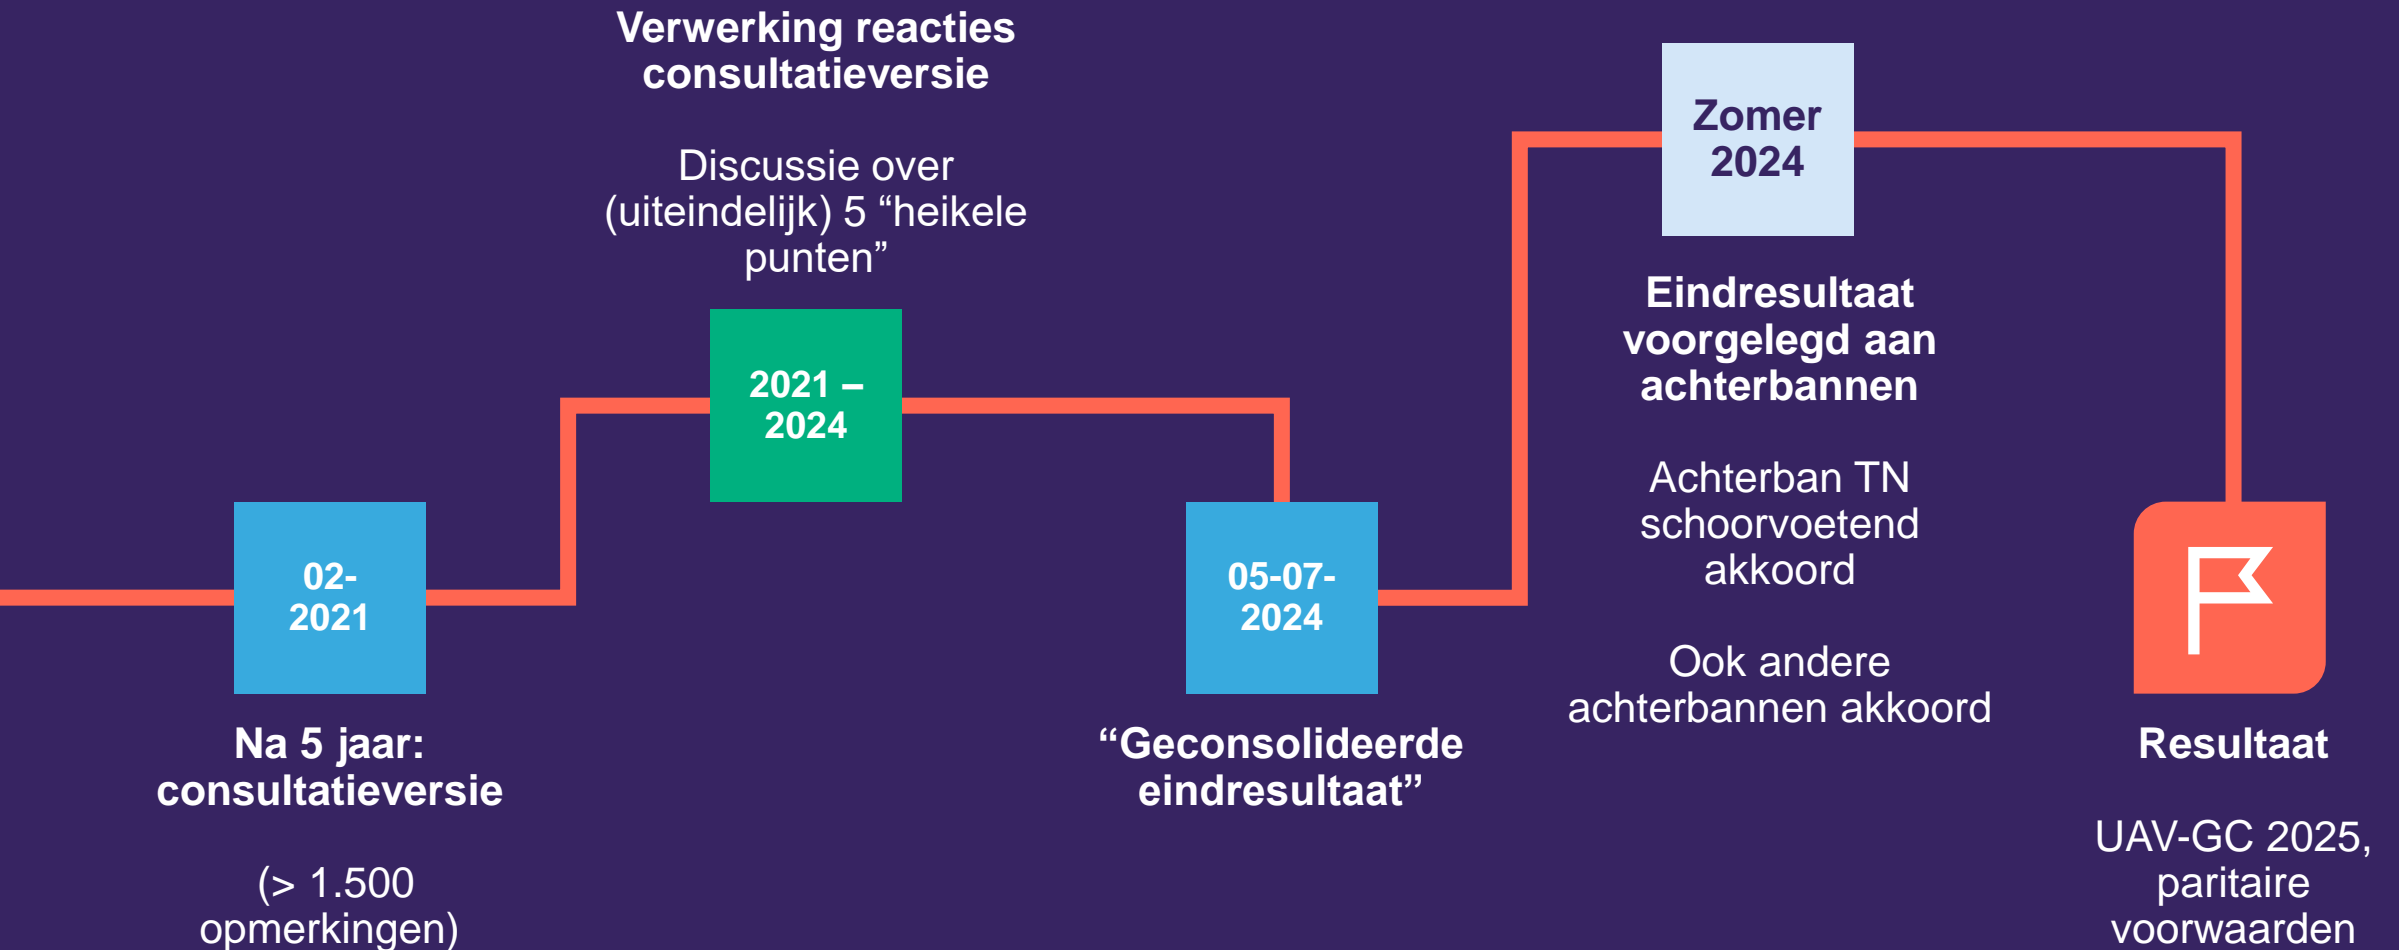 02-
2021
Na 5 jaar:
consultatieversie
(> 1.500
opmerkingen)
Verwerking reacties
consultatieversie
Discussie over
(uiteindelijk) 5 “heikele
punten”
2021 –
2024
05-07-
2024
“Geconsolideerde
eindresultaat”
Zomer
2024
Eindresultaat
voorgelegd aan
achterbannen
Achterban TN
schoorvoetend
akkoord
Ook andere
achterbannen akkoord
Resultaat
UAV-GC 2025,
paritaire
voorwaarden